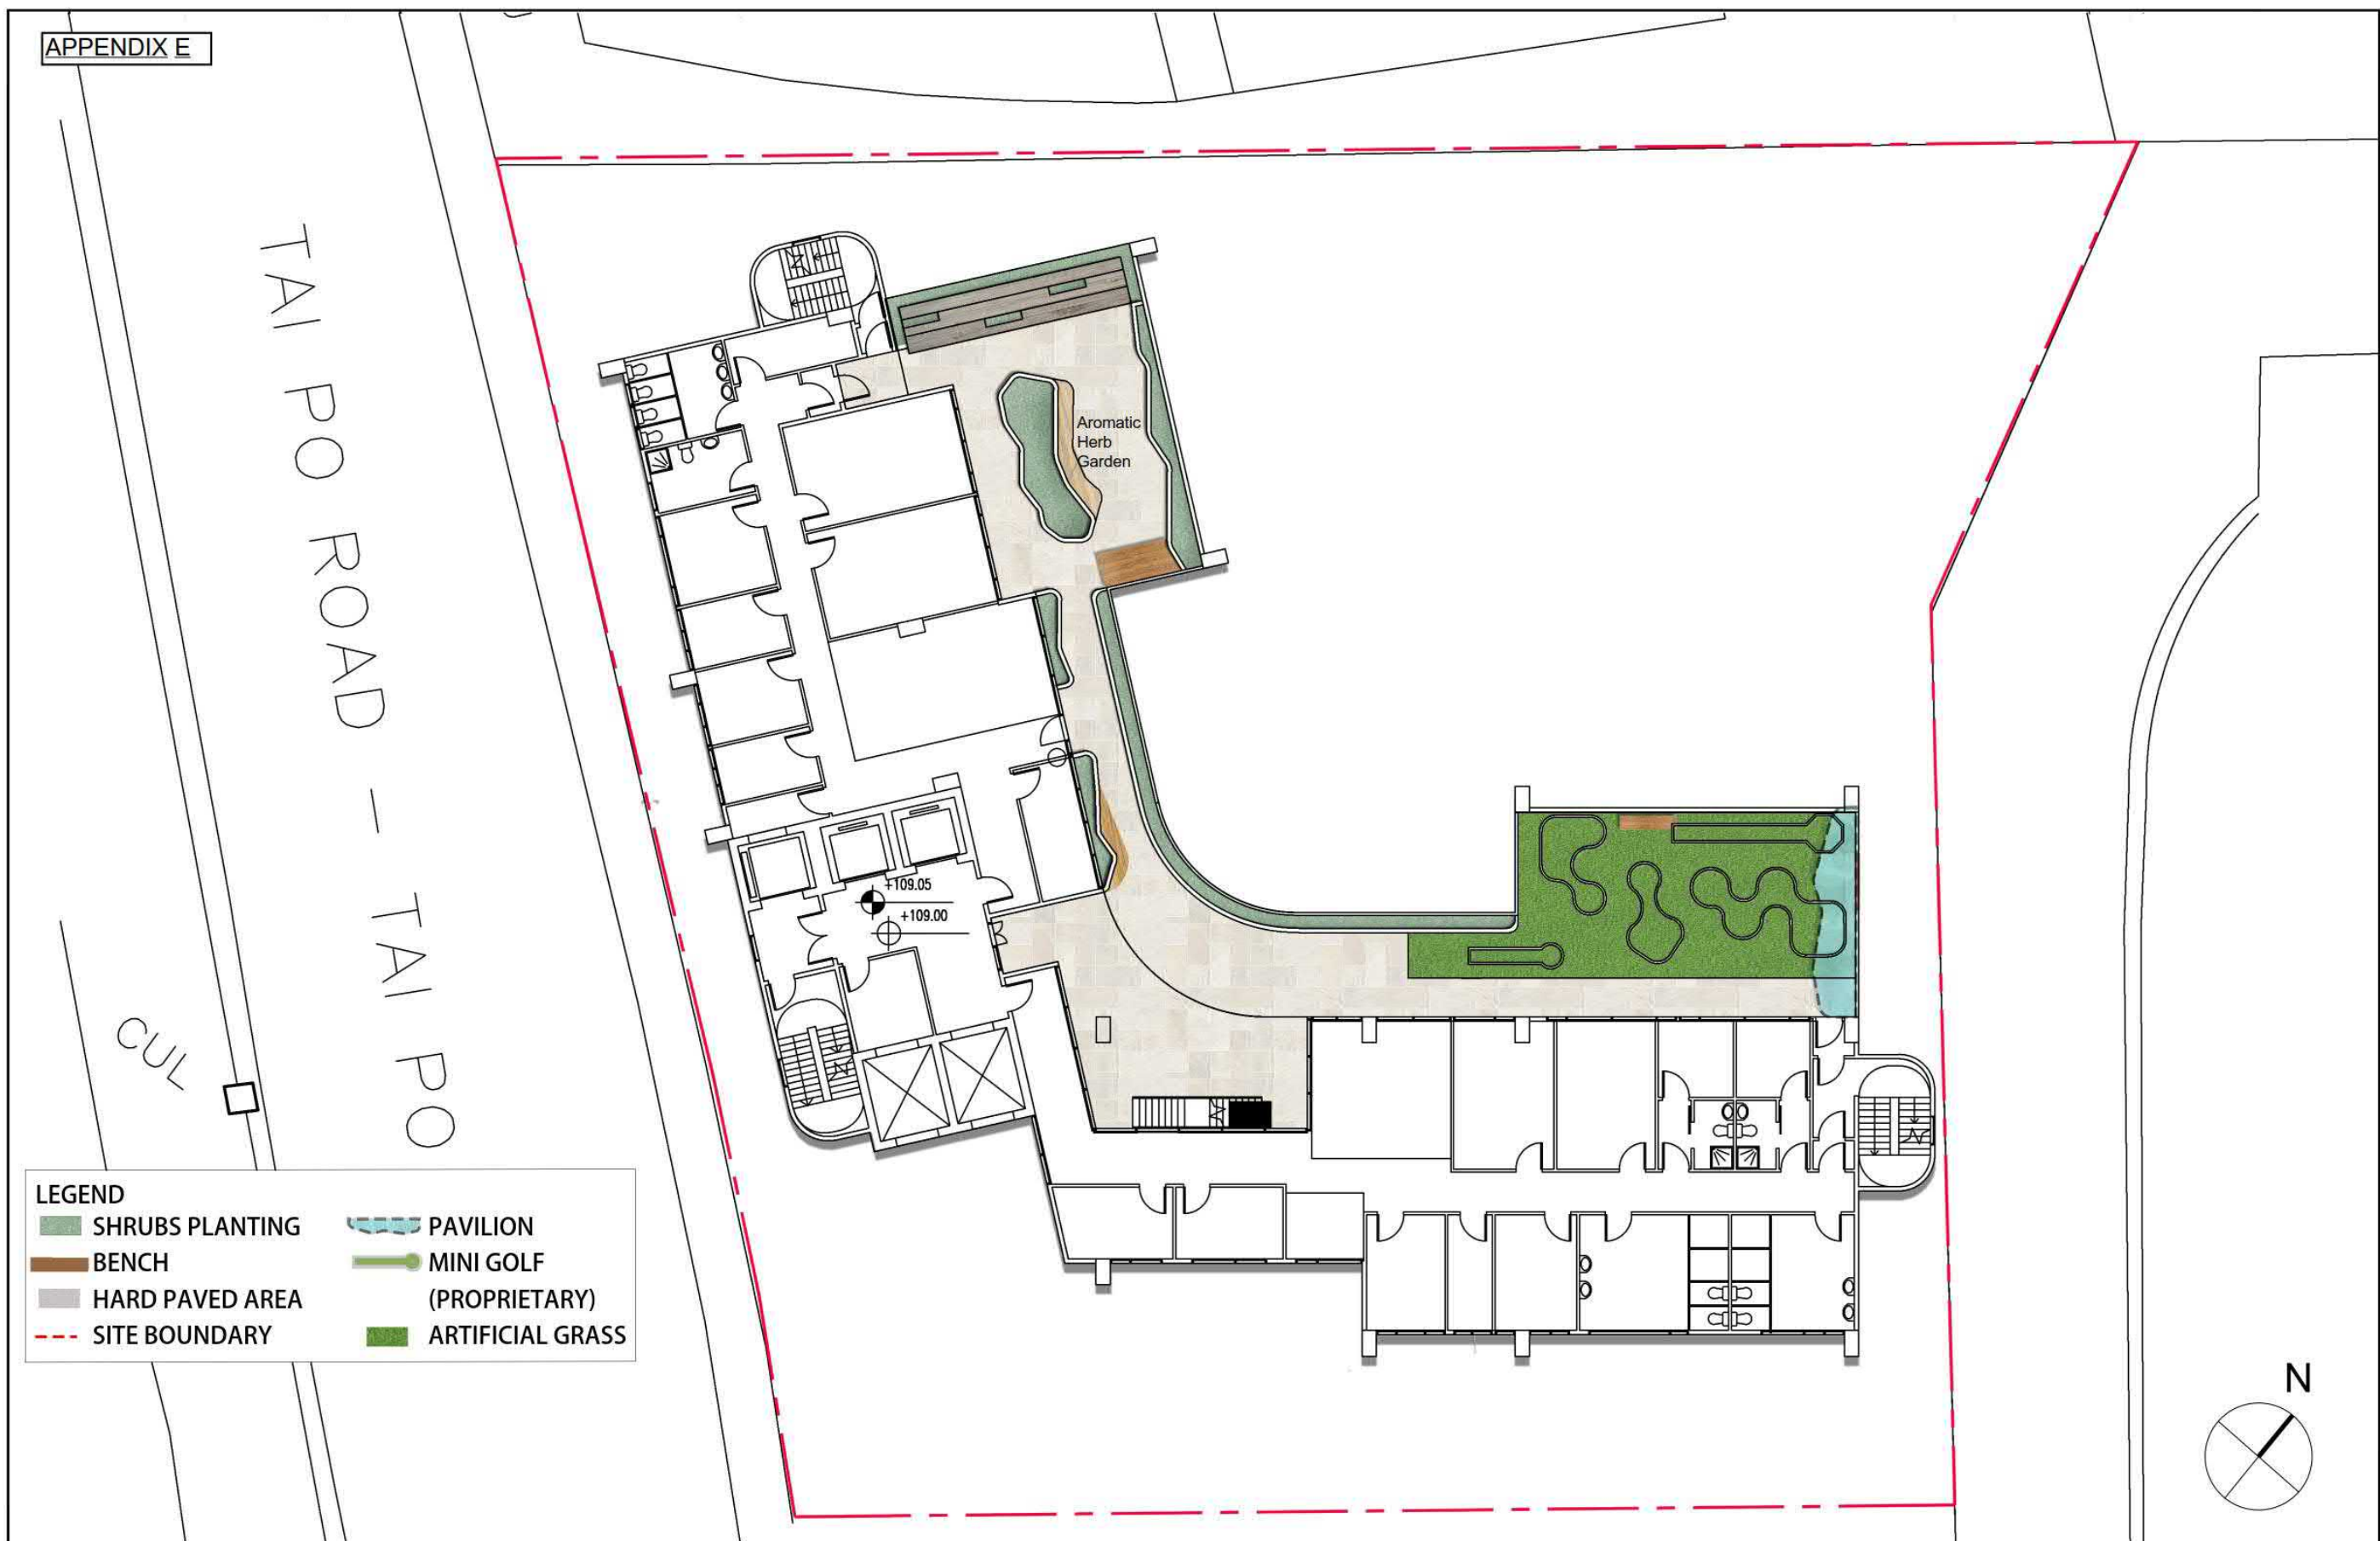 APPENDIX E
TAI PO ROAD — TAI PO
Aromatic
Herb
Garden
+109.05
+109.00
CUL
LEGEND
SHRUBS PLANTING
BENCH
HARD PAVED AREA
SITE BOUNDARY
PAVILION
MINI GOLF
(PROPRIETARY)
ARTIFICIAL GRASS
N